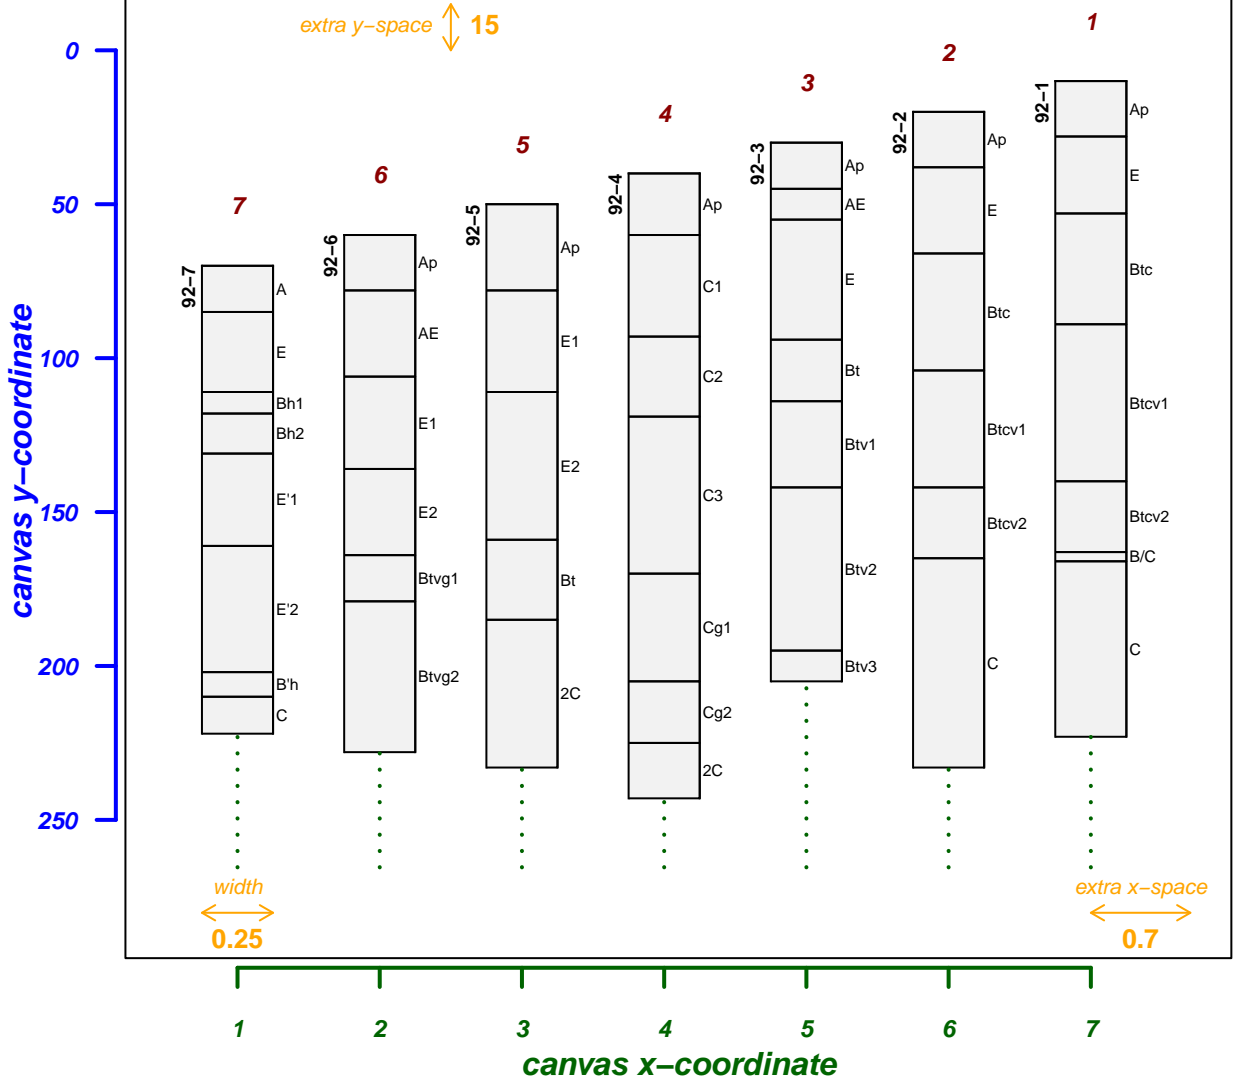 extra y−space 15
1
2
3
4
5
6
7
0
50
100
150
200
250
canvas y−coordinate
92−7
A
E
Bh1
Bh2
E'1
E'2
B'h
C
92−6
Ap
AE
E1
E2
Btvg1
Btvg2
92−5
Ap
E1
E2
Bt
2C
92−4
Ap
C1
C2
C3
Cg1
Cg2
2C
92−3
Ap
AE
E
Bt
Btv1
Btv2
Btv3
92−2
Ap
E
Btc
Btcv1
Btcv2
C
92−1
Ap
E
Btc
Btcv1
Btcv2
B/C
C
width
0.25
extra x−space
0.7
1 2 3 4 5 6 7
canvas x−coordinate